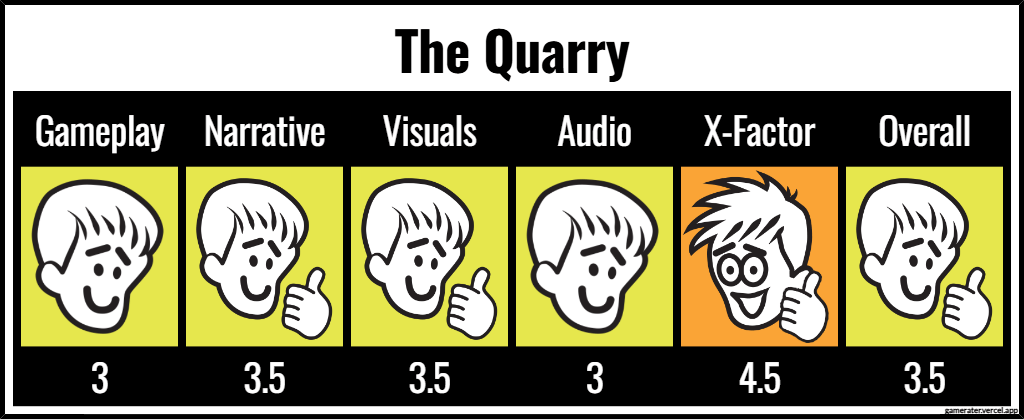 The Quarry
Gameplay Narrative Visuals Audio X-Factor Overall
3 3.5 3.5 3 4.5 3.5
gamerater.vercel.app